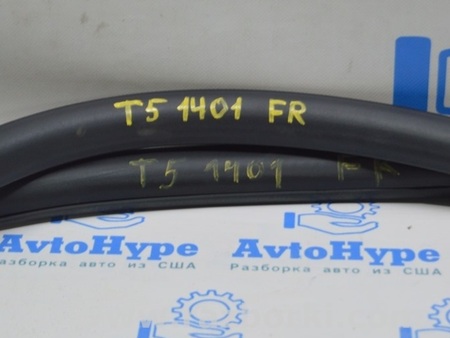 T5 1401 FR
T5 1401 FR
AvtoHype
Разборка авто из США
AvtoHype
Разборка авто из США